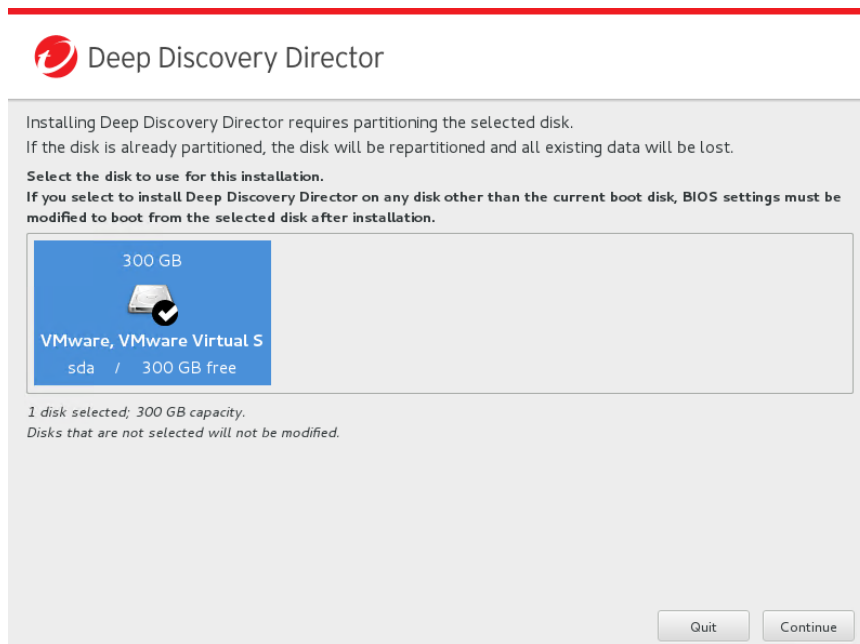 Deep Discovery Director
Installing Deep Discovery Director requires partitioning the selected disk.
If the disk is already partitioned, the disk will be repartitioned and all existing data will be lost.
Select the disk to use for this installation.
If you select to install Deep Discovery Director on any disk other than the current boot disk, BIOS settings must be
modified to boot from the selected disk after installation.
300 GB
VMware, VMware Virtual S
sda / 300 GB free
1 disk selected; 300 GB capacity.
Disks that are not selected will not be modified.
Quit
Continue